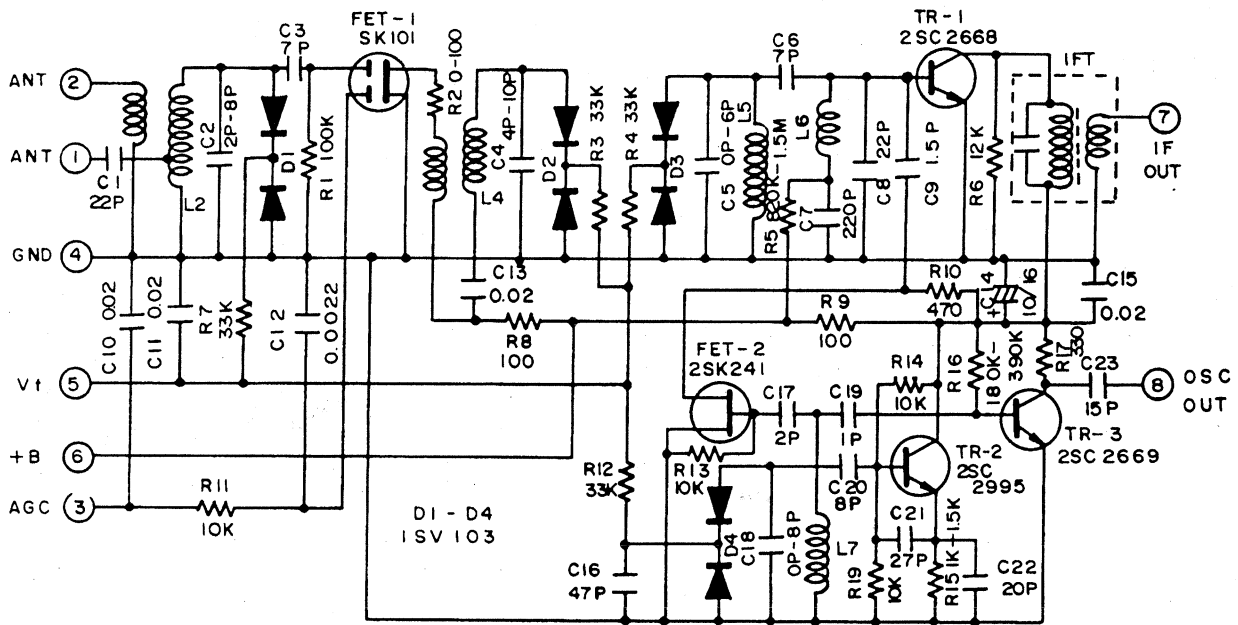 FET-1
SK101
TR-1
2SC2668
C3
7P
C6
7P
IFT
ANT 2
R2 0-100
C2
22P-8P
D1
R1 100K
L4
C4
4P-10P
D2
R3 33K
R4 33K
D3
C5 0P-6P
L5
L6
R5 820K-1.5M
C7
220P
C8 22P
C9 1.5P
R6 12K
7
IF
OUT
ANT 1
C1
22P
L2
GND 4
C10 0.02
C11 0.02
R7
33K
C12
0.0022
C13
0.02
R8
100
R9
100
R10
470
+C14
10/16
C15
0.02
Vt 5
FET-2
2SK241
R14
10K
R16
180K-
390K
R17
330
C23
15P
8 OSC
OUT
C17
2P
C19
1P
TR-3
2SC2669
+B 6
R12
33K
R13
10K
C20
8P
TR-2
2SC
2995
AGC 3
R11
10K
D1-D4
1SV103
D4
C18
0P-8P
L7
C21
27P
R19
10K
R15 1K-1.5K
C22
20P
C16
47P